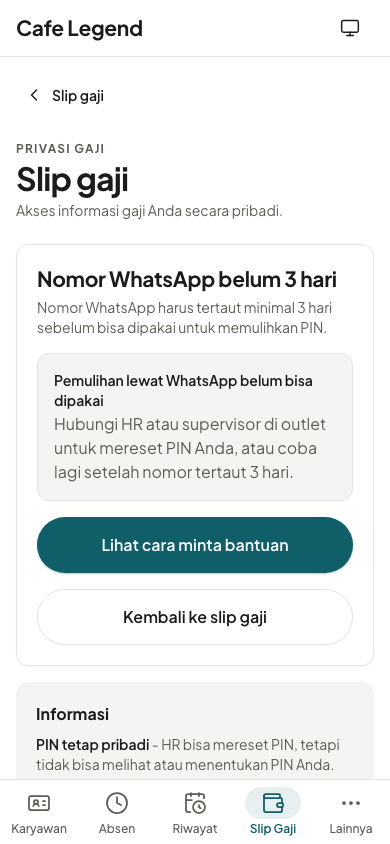 Cafe Legend
Slip gaji
PRIVASI GAJI
Slip gaji
Akses informasi gaji Anda secara pribadi.
Nomor WhatsApp belum 3 hari
Nomor WhatsApp harus tertaut minimal 3 hari
sebelum bisa dipakai untuk memulihkan PIN.
Pemulihan lewat WhatsApp belum bisa
dipakai
Hubungi HR atau supervisor di outlet
untuk mereset PIN Anda, atau coba
lagi setelah nomor tertaut 3 hari.
Lihat cara minta bantuan
Kembali ke slip gaji
Informasi
PIN tetap pribadi - HR bisa mereset PIN, tetapi
tidak bisa melihat atau menentukan PIN Anda.
Karyawan Absen Riwayat Slip Gaji Lainnya